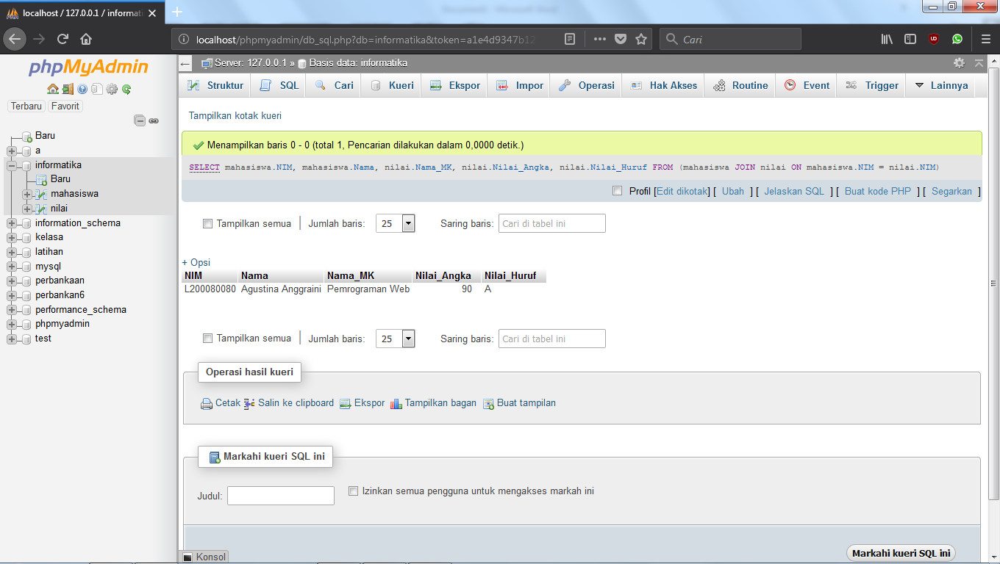 localhost / 127.0.0.1 / informati
localhost/phpmyadmin/db_sql.php?db=informatika&token=a1e4d9347b12
Cari
phpMyAdmin
Terbaru Favorit
Baru
a
informatika
Baru
mahasiswa
nilai
information_schema
kelasa
latihan
mysql
perbankaan
perbankan6
performance_schema
phpmyadmin
test
Server: 127.0.0.1 » Basis data: informatika
Struktur SQL Cari Kueri Ekspor Impor Operasi Hak Akses Routine Event Trigger Lainnya
Tampilkan kotak kueri
Menampilkan baris 0 - 0 (total 1, Pencarian dilakukan dalam 0,0000 detik.)
SELECT mahasiswa.NIM, mahasiswa.Nama, nilai.Nama_MK, nilai.Nilai_Angka, nilai.Nilai_Huruf FROM (mahasiswa JOIN nilai ON mahasiswa.NIM = nilai.NIM)
Profil [Edit dikotak] [ Ubah ] [ Jelaskan SQL ] [ Buat kode PHP ] [ Segarkan ]
Tampilkan semua Jumlah baris: 25 Saring baris: Cari di tabel ini
+ Opsi
NIM Nama Nama_MK Nilai_Angka Nilai_Huruf
L200080080 Agustina Anggraini Pemrograman Web 90 A
Tampilkan semua Jumlah baris: 25 Saring baris: Cari di tabel ini
Operasi hasil kueri
Cetak Salin ke clipboard Ekspor Tampilkan bagan Buat tampilan
Markahi kueri SQL ini
Judul: Izinkan semua pengguna untuk mengakses markah ini
Markahi kueri SQL ini
Konsol